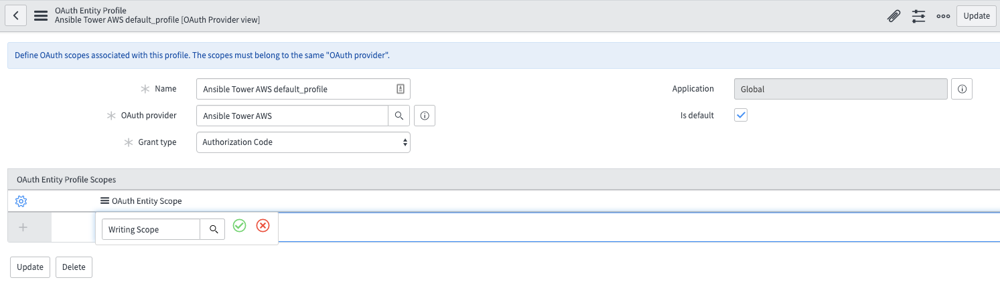 OAuth Entity Profile
Ansible Tower AWS default_profile [OAuth Provider view]
Update
Define OAuth scopes associated with this profile. The scopes must belong to the same "OAuth provider".
Name
Ansible Tower AWS default_profile
Application
Global
OAuth provider
Ansible Tower AWS
Is default
Grant type
Authorization Code
OAuth Entity Profile Scopes
OAuth Entity Scope
Writing Scope
Update
Delete